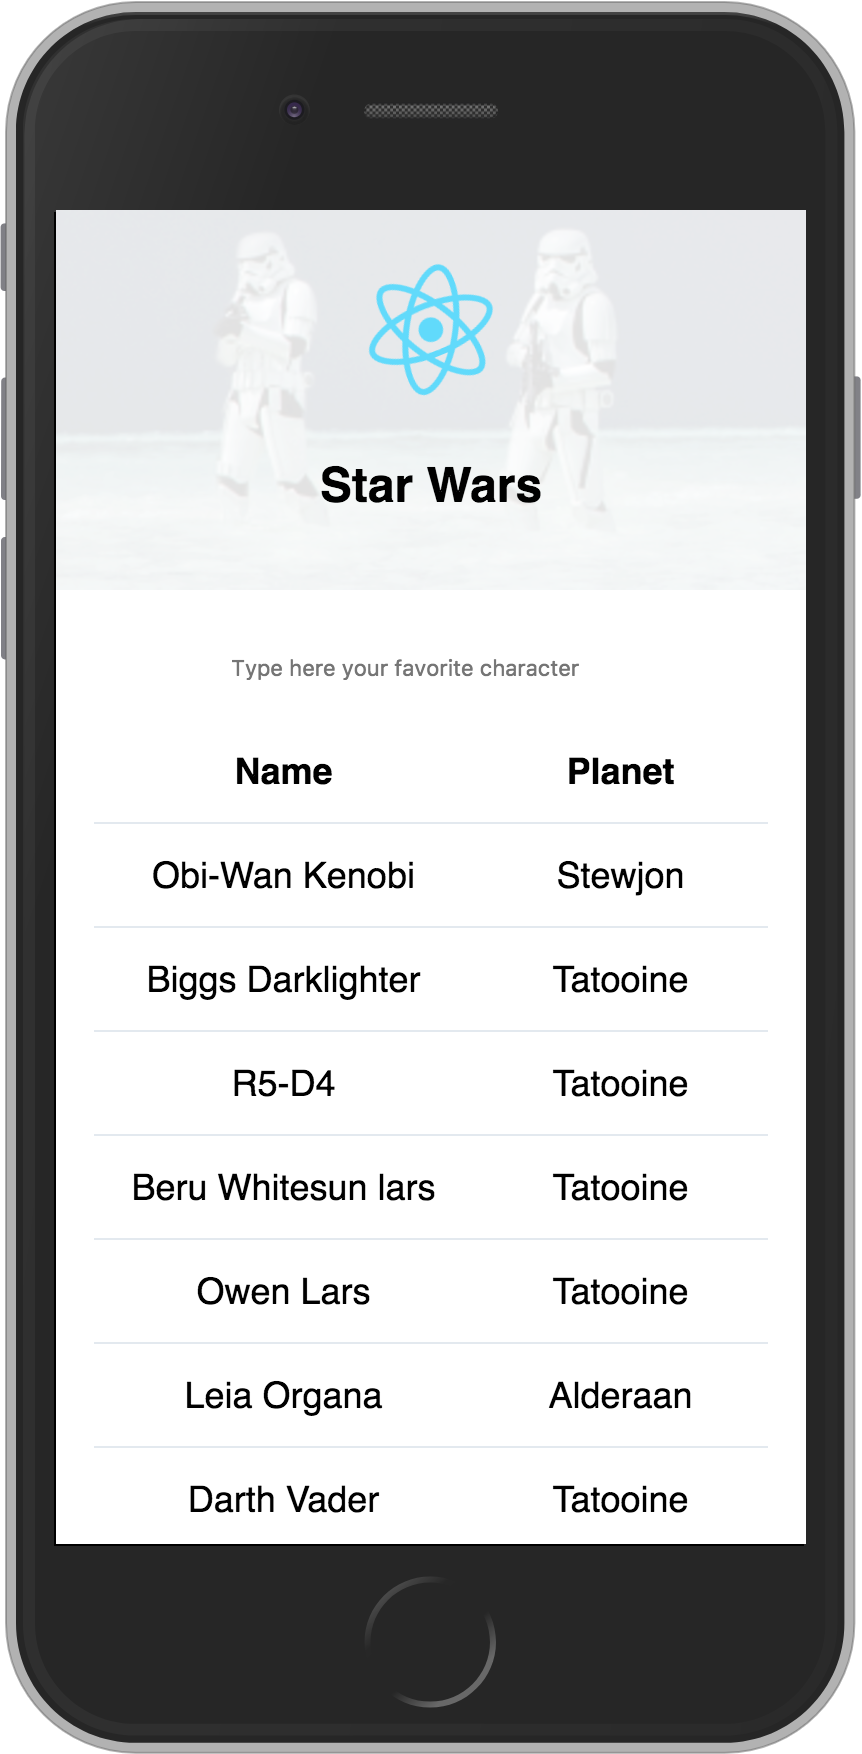 Star Wars
Type here your favorite character
Name Planet
Obi-Wan Kenobi Stewjon
Biggs Darklighter Tatooine
R5-D4 Tatooine
Beru Whitesun lars Tatooine
Owen Lars Tatooine
Leia Organa Alderaan
Darth Vader Tatooine